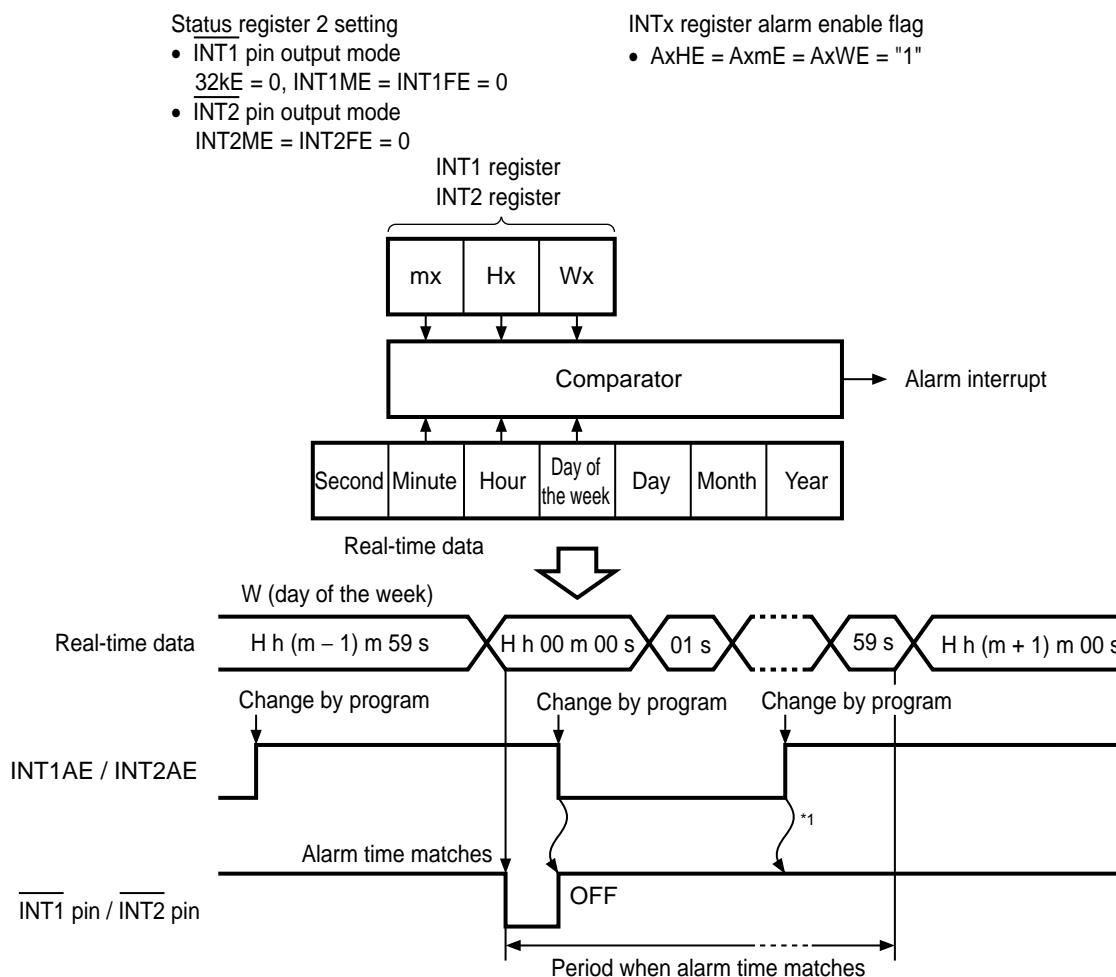 Status register 2 setting
• INT1 pin output mode
32kE = 0, INT1ME = INT1FE = 0
• INT2 pin output mode
INT2ME = INT2FE = 0
INTx register alarm enable flag
• AxHE = AxmE = AxWE = "1"
INT1 register
INT2 register
mx Hx Wx
Comparator
Alarm interrupt
Second Minute Hour Day of the week Day Month Year
Real-time data
W (day of the week)
Real-time data
H h (m − 1) m 59 s H h 00 m 00 s 01 s 59 s H h (m + 1) m 00 s
Change by program Change by program Change by program
INT1AE / INT2AE
*1
Alarm time matches
OFF
INT1 pin / INT2 pin
Period when alarm time matches